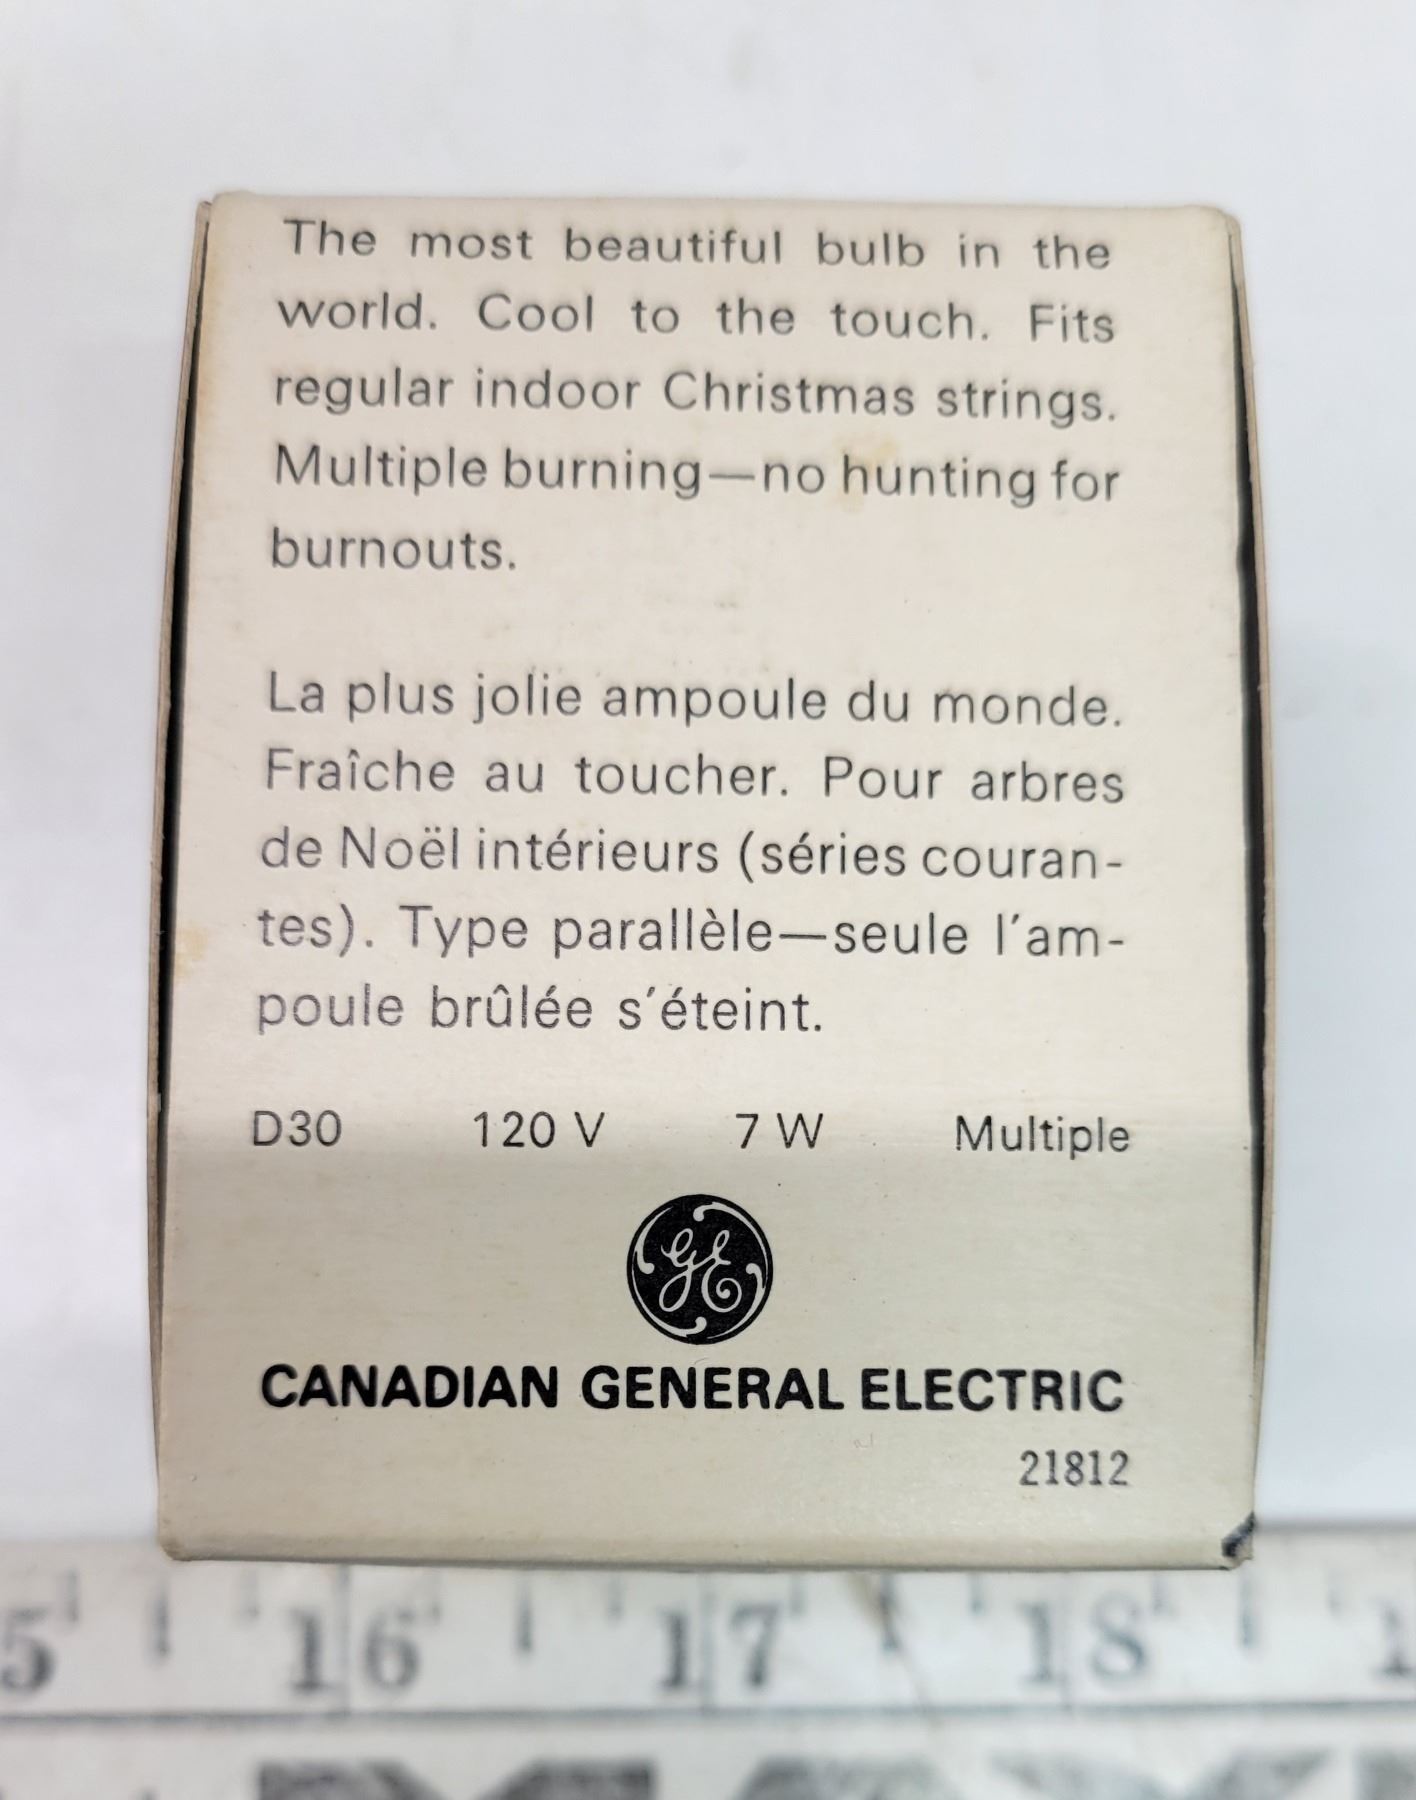 The most beautiful bulb in the
world. Cool to the touch. Fits
regular indoor Christmas strings.
Multiple burning—no hunting for
burnouts.
La plus jolie ampoule du monde.
Fraîche au toucher. Pour arbres
de Noël intérieurs (séries couran-
tes). Type parallèle—seule l'am-
poule brûlée s'éteint.
D30 120 V 7 W Multiple
GE
CANADIAN GENERAL ELECTRIC
21812
5 16 17 18 1